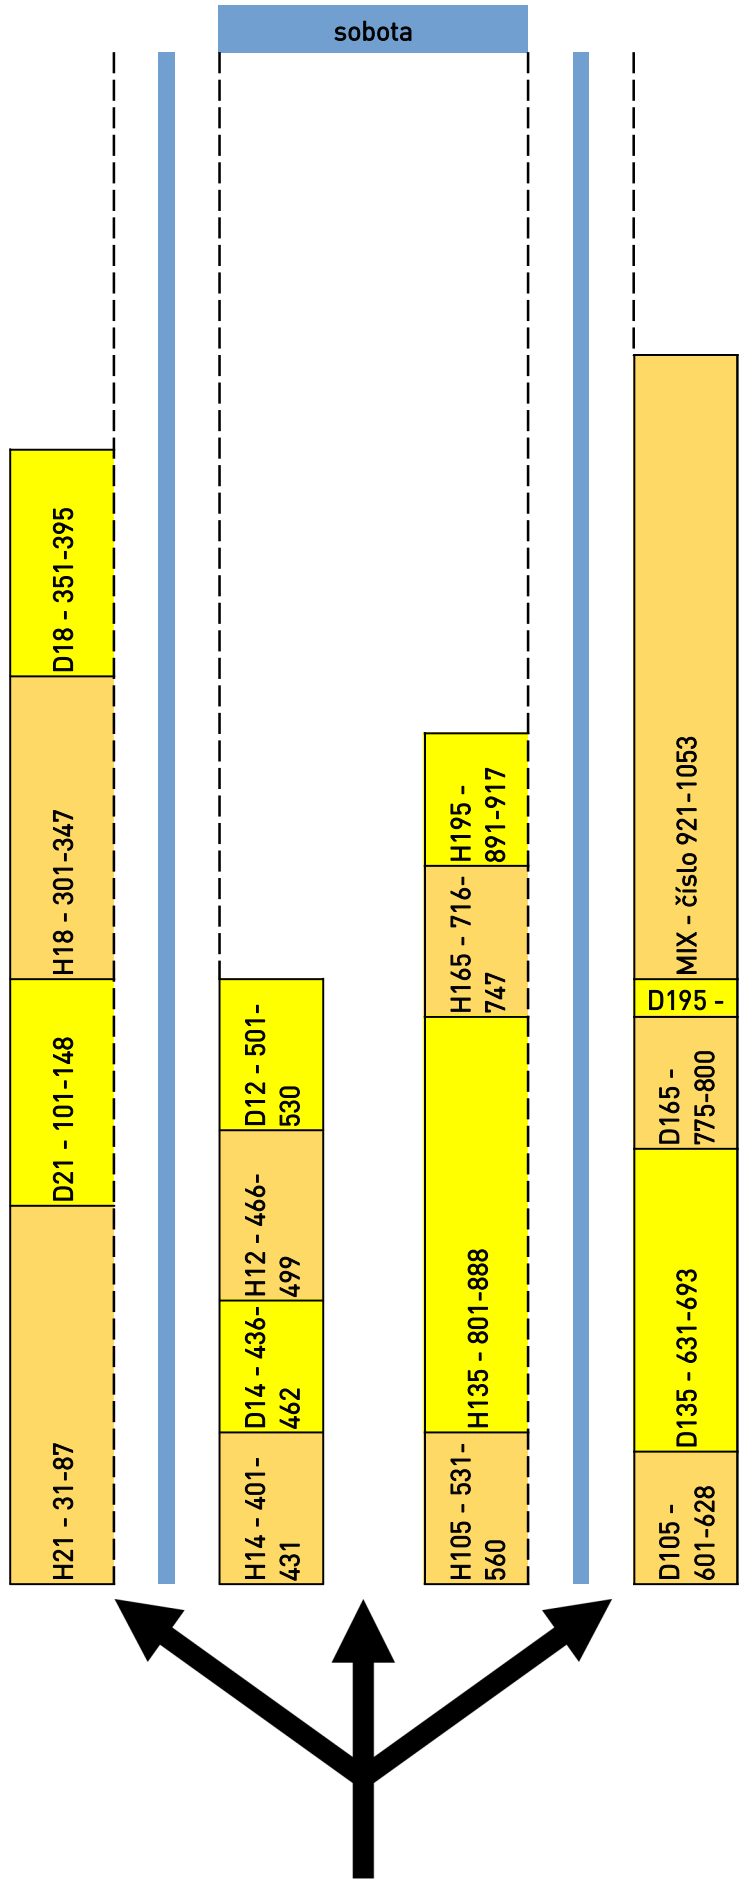 sobota
D18 - 351-395
H18 - 301-347
D21 - 101-148
H21 - 31-87
D12 - 501-
530
H12 - 466-
499
D14 - 436-
462
H14 - 401-
431
H195 -
891-917
H165 - 716-
747
H135 - 801-888
H105 - 531-
560
MIX - číslo 921-1053
D195 -
D165 -
775-800
D135 - 631-693
D105 -
601-628